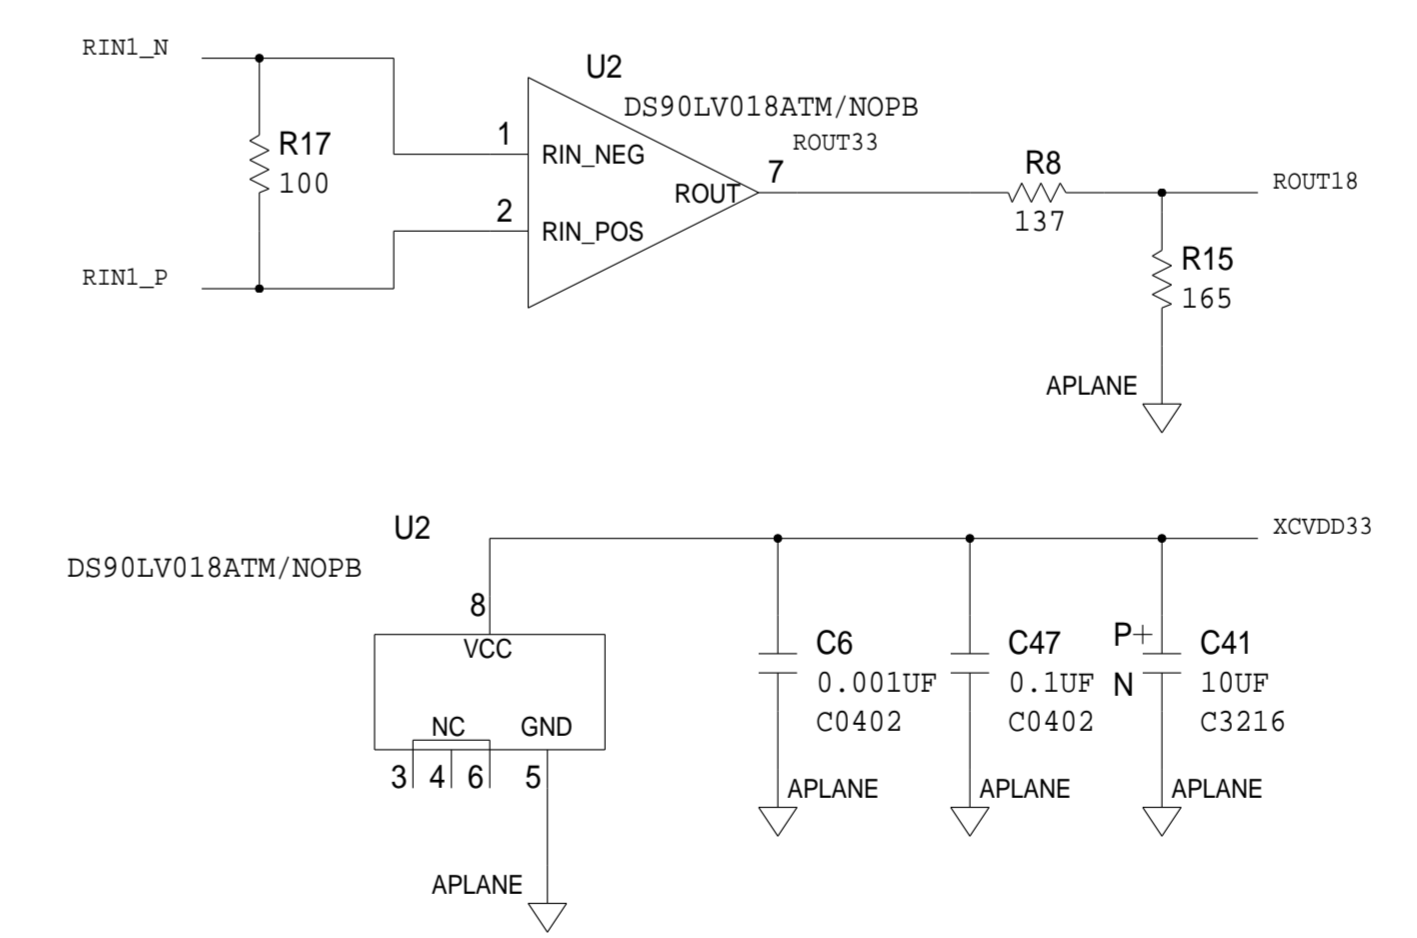 RIN1_N
U2
DS90LV018ATM/NOPB
ROUT33
R17
100
1
RIN_NEG
7
ROUT
R8
137
ROUT18
2
RIN_POS
RIN1_P
R15
165
APLANE
U2
DS90LV018ATM/NOPB
XCVDD33
8
VCC
NC
GND
3
4
6
5
APLANE
C6
0.001UF
C0402
APLANE
C47
0.1UF
C0402
APLANE
P+
N
C41
10UF
C3216
APLANE